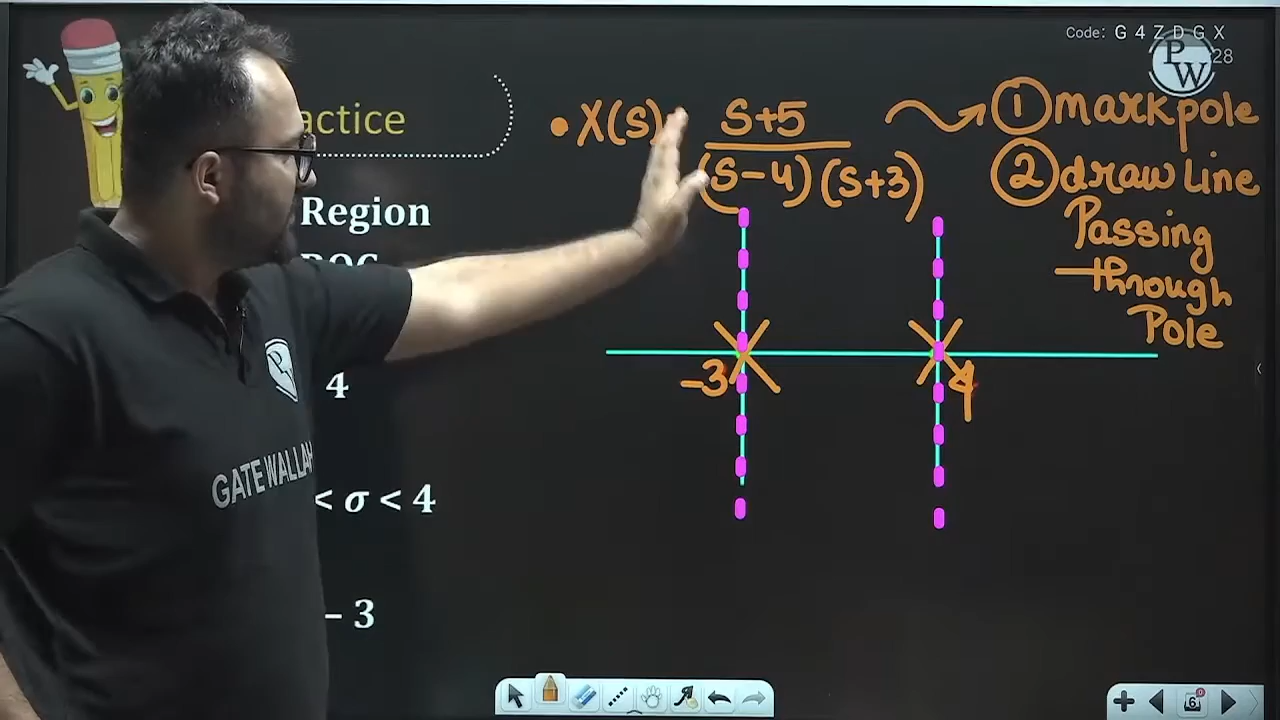 Code: G 4 Z D G X
28
PW
actice
• X(S)
S+5
(S-4)(S+3)
① mark pole
② draw Line
Passing
through
Pole
Region
4
< σ < 4
– 3
-3
4
GATE WALLAH
6